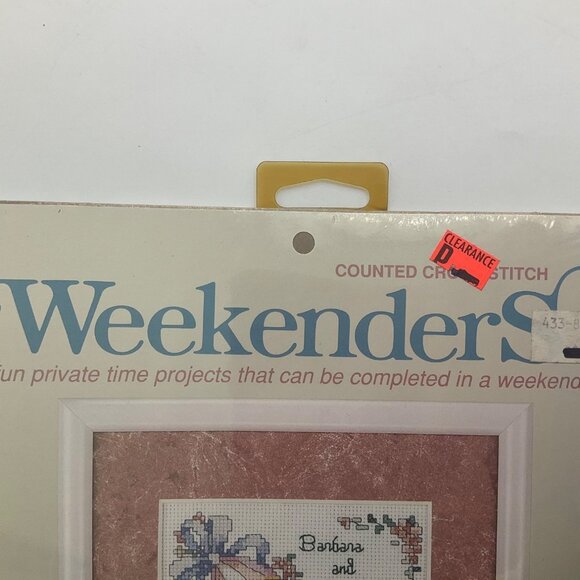 CLEARANCE
P
COUNTED CROSS STITCH
WeekenderS
433-
fun private time projects that can be completed in a weekend
Barbara
and